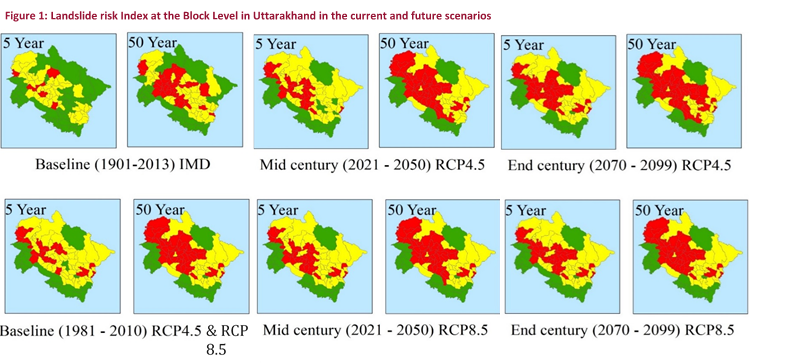 Figure 1: Landslide risk Index at the Block Level in Uttarakhand in the current and future scenarios
5 Year
50 Year
5 Year
50 Year
5 Year
50 Year
Baseline (1901-2013) IMD
Mid century (2021 - 2050) RCP4.5
End century (2070 - 2099) RCP4.5
5 Year
50 Year
5 Year
50 Year
5 Year
50 Year
Baseline (1981 - 2010) RCP4.5 & RCP
8.5
Mid century (2021 - 2050) RCP8.5
End century (2070 - 2099) RCP8.5